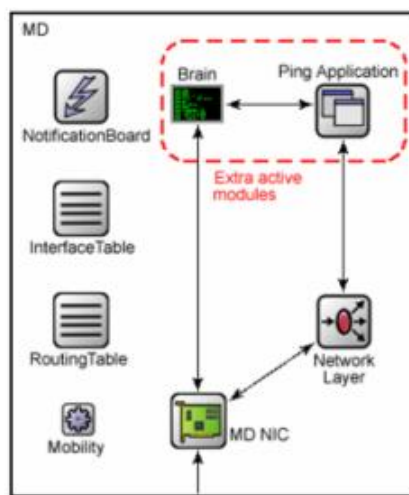 MD
Brain
Ping Application
NotificationBoard
Extra active
modules
InterfaceTable
RoutingTable
Network
Layer
Mobility
MD NIC